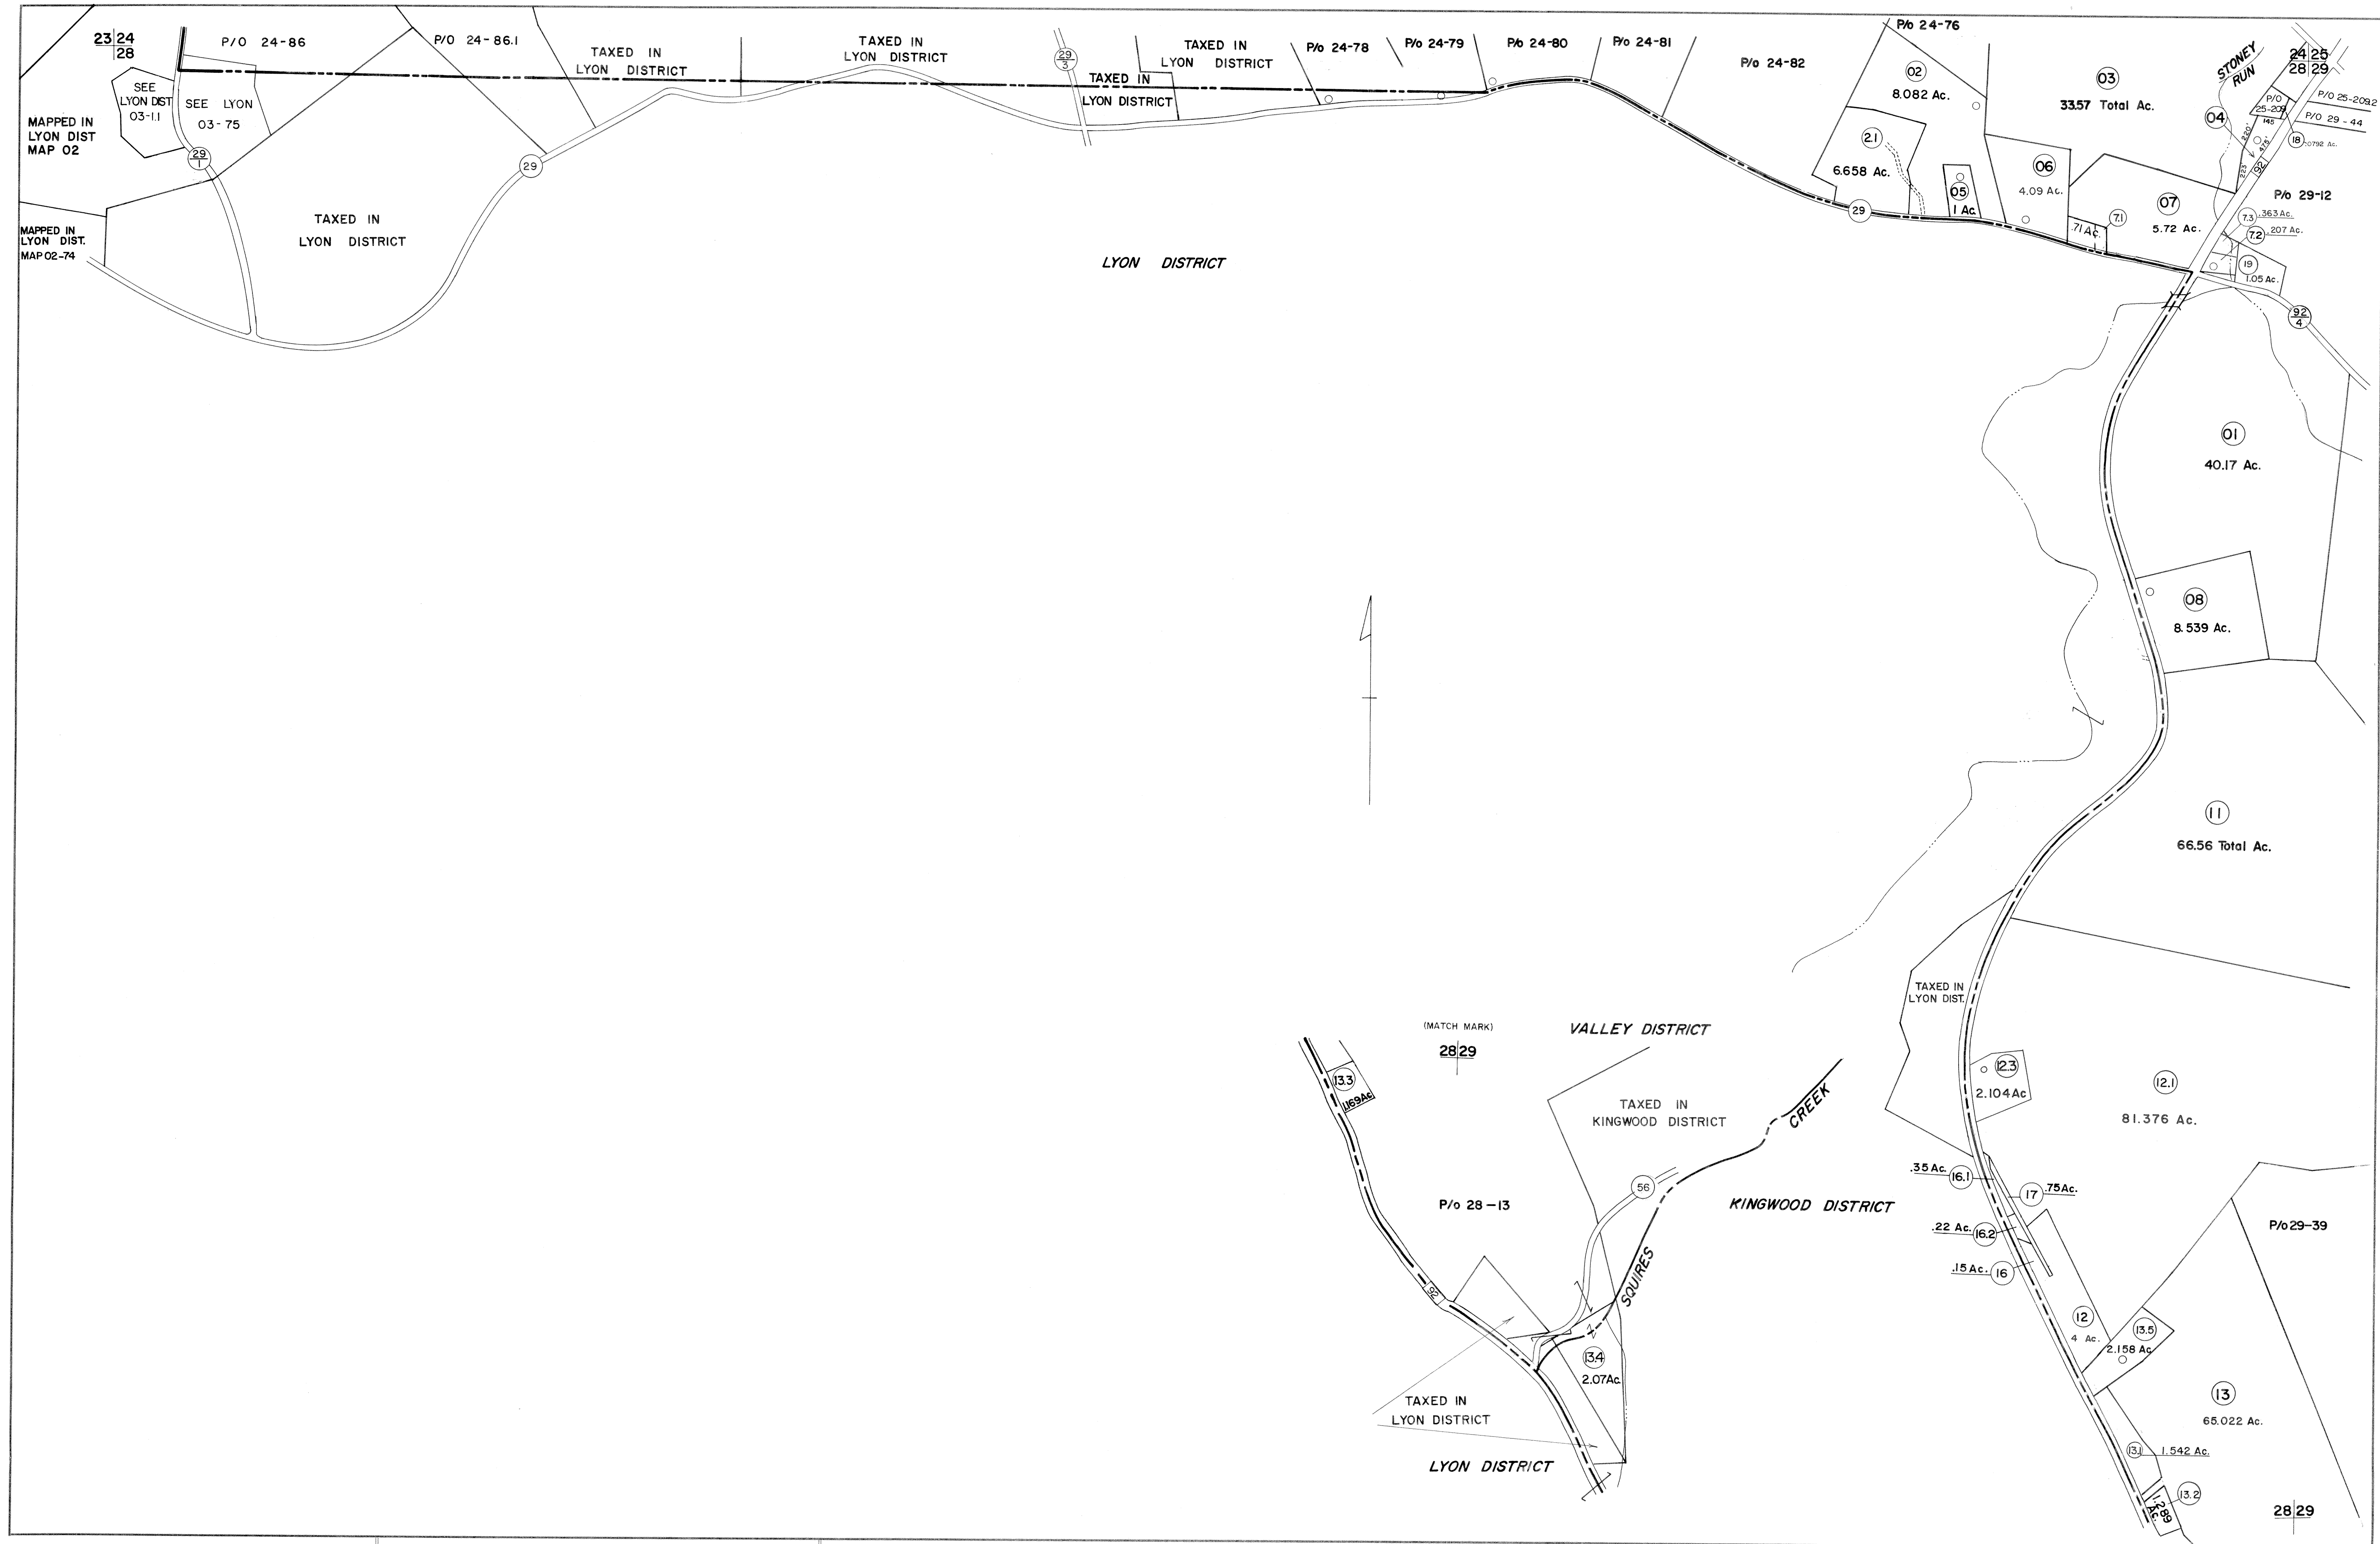 23 24
28
P/O 24-86
P/O 24-86.1
TAXED IN
LYON DISTRICT
TAXED IN
LYON DISTRICT
29
3
TAXED IN
LYON DISTRICT
TAXED IN
LYON DISTRICT
P/o 24-78
P/o 24-79
P/o 24-80
P/o 24-81
P/o 24-82
P/o 24-76
02
8.082 Ac.
03
33.57 Total Ac.
STONEY
RUN
24 25
28 29
P/O
25-209
145
P/O 25-209.2
P/O 29-44
04
220'
475'
225'
18
.0792 Ac.
92
P/o 29-12
SEE
LYON DIST
03-1.1
SEE LYON
03-75
MAPPED IN
LYON DIST
MAP 02
29
1
29
2.1
6.658 Ac.
05
1 Ac.
06
4.09 Ac.
07
5.72 Ac.
7.1
.71 Ac.
7.3
.363 Ac.
7.2
.207 Ac.
19
1.05 Ac.
29
92
4
MAPPED IN
LYON DIST.
MAP 02-74
TAXED IN
LYON DISTRICT
LYON DISTRICT
01
40.17 Ac.
08
8.539 Ac.
11
66.56 Total Ac.
TAXED IN
LYON DIST.
12.3
2.104 Ac
12.1
81.376 Ac.
(MATCH MARK)
28 29
VALLEY DISTRICT
13.3
1.169 Ac
TAXED IN
KINGWOOD DISTRICT
CREEK
56
P/o 28-13
KINGWOOD DISTRICT
SQUIRES
92
13.4
2.07 Ac.
TAXED IN
LYON DISTRICT
LYON DISTRICT
.35 Ac.
16.1
17
.75 Ac.
.22 Ac.
16.2
.15 Ac.
16
P/o 29-39
12
4 Ac.
13.5
2.158 Ac
13
65.022 Ac.
13.1
1.542 Ac.
13.2
1.289
Ac.
28 29